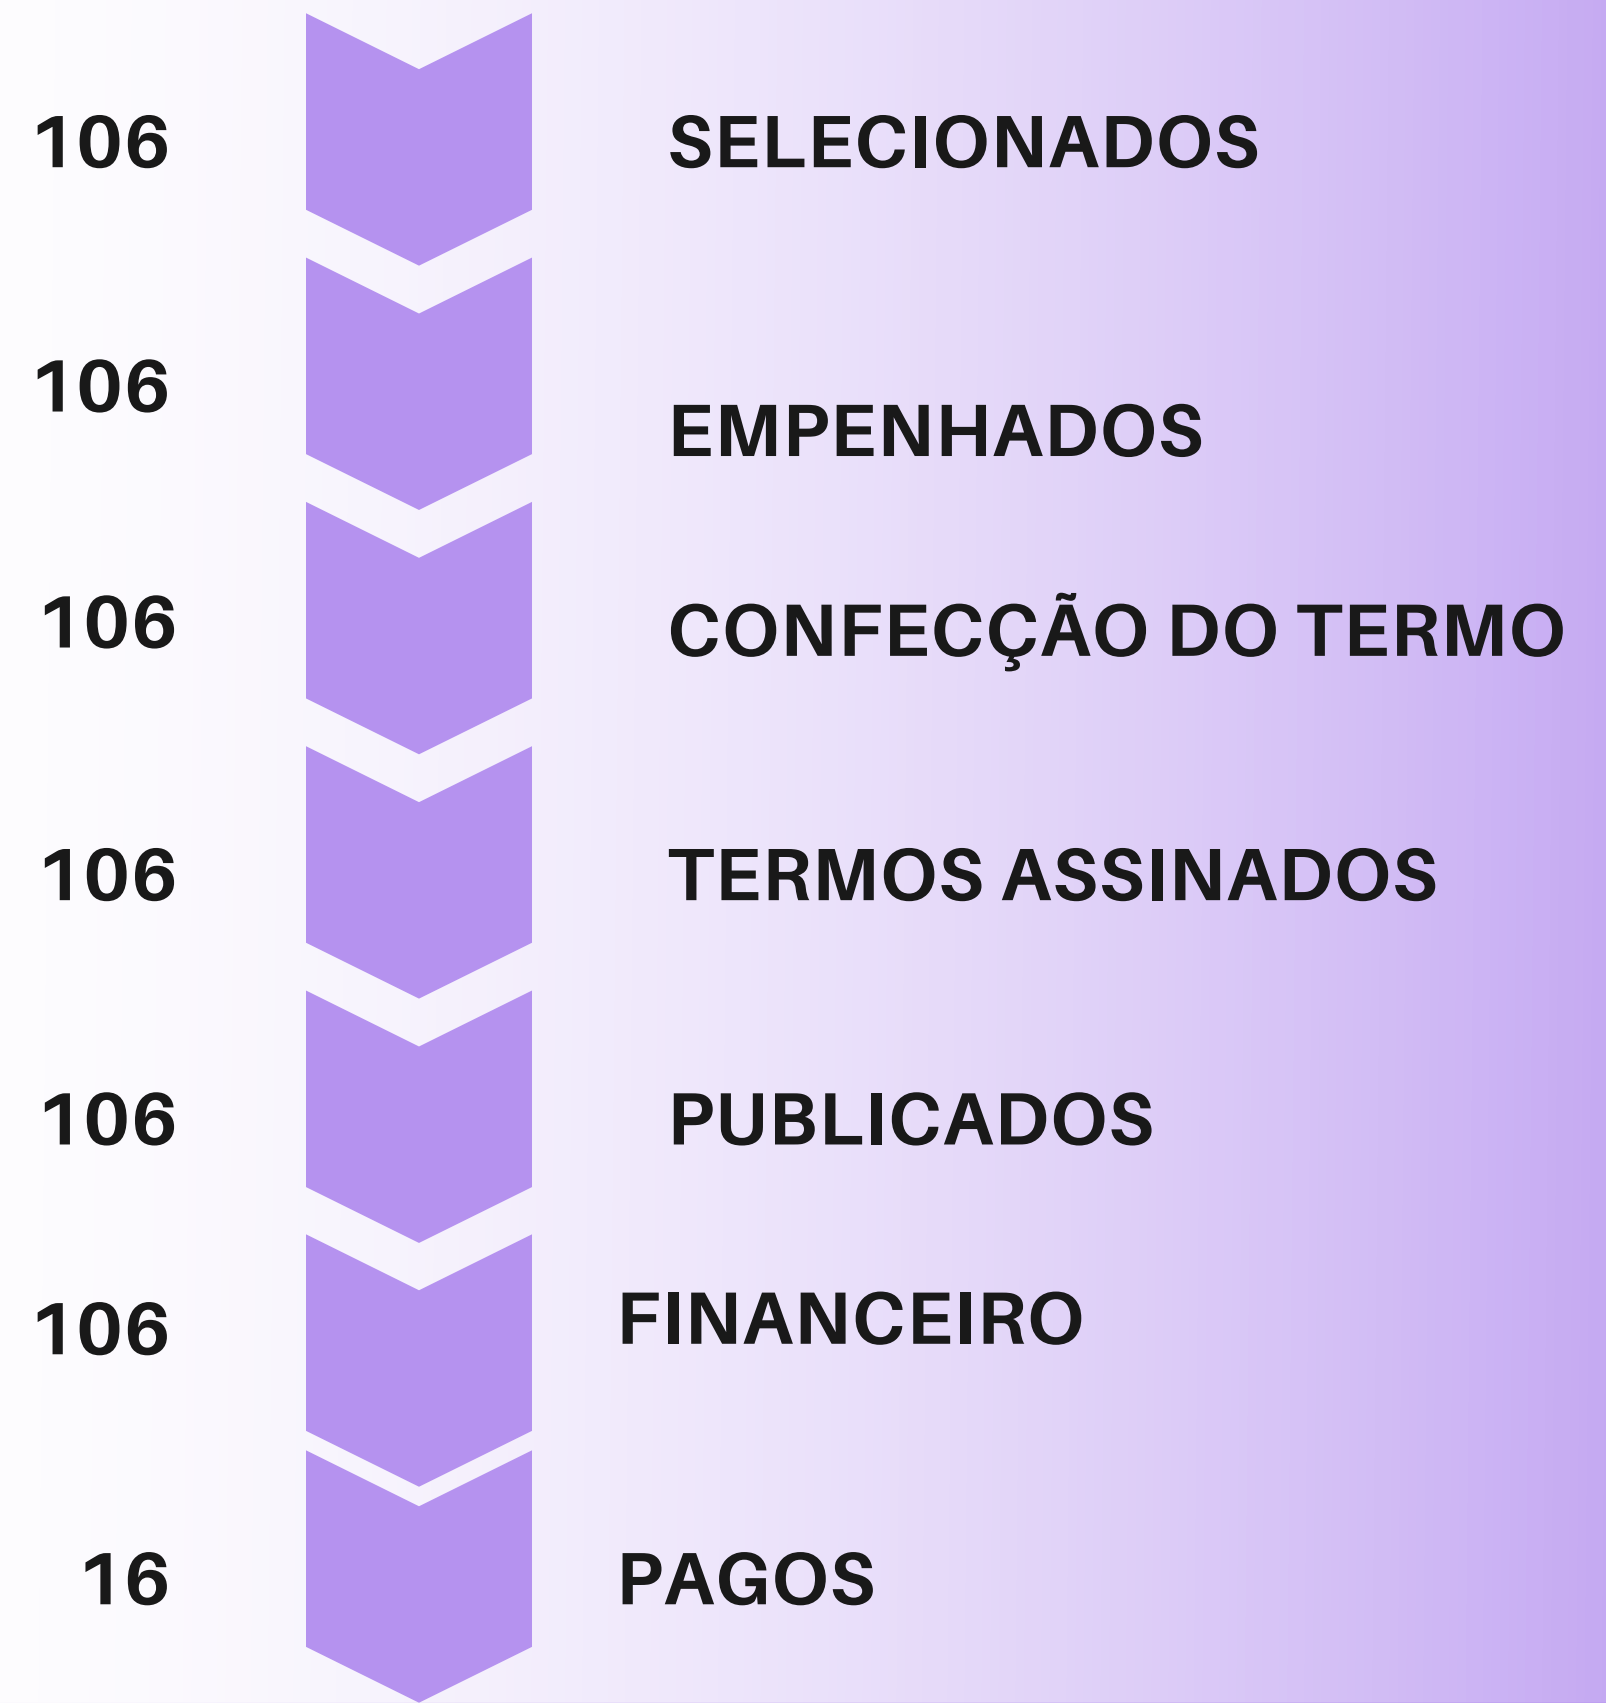 106
SELECIONADOS
106
EMPENHADOS
106
CONFECÇÃO DO TERMO
106
TERMOS ASSINADOS
106
PUBLICADOS
106
FINANCEIRO
16
PAGOS